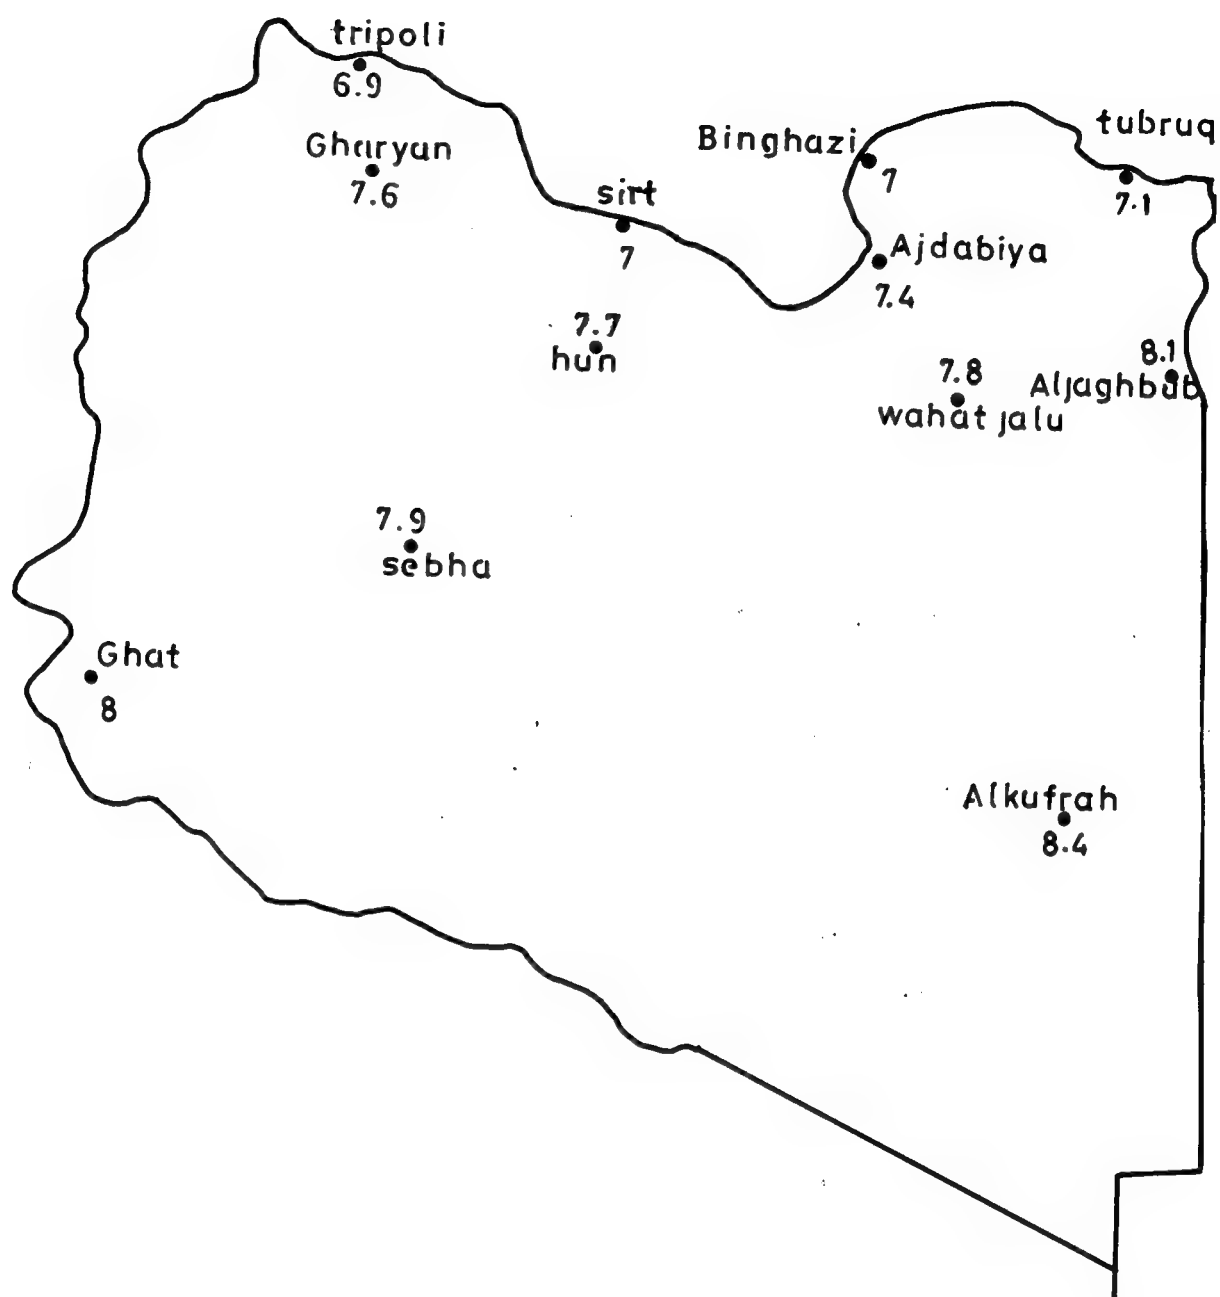 tripoli
6.9
Gharyan
7.6
Binghazi
7
tubruq
7.1
sirt
7
Ajdabiya
7.4
7.7
hun
7.8
wahat jalu
8.1
Aljaghbub
7.9
sebha
Ghat
8
Alkufrah
8.4